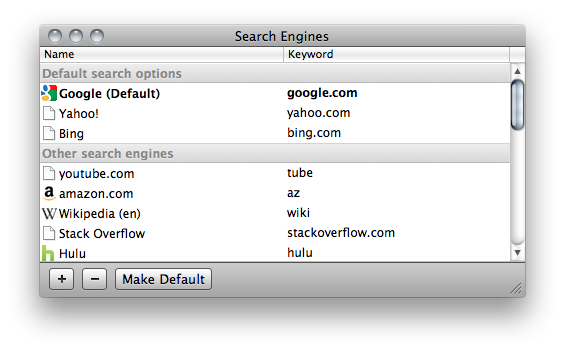 Search Engines
Name Keyword
Default search options
Google (Default) google.com
Yahoo! yahoo.com
Bing bing.com
Other search engines
youtube.com tube
amazon.com az
Wikipedia (en) wiki
Stack Overflow stackoverflow.com
Hulu hulu
+ − Make Default